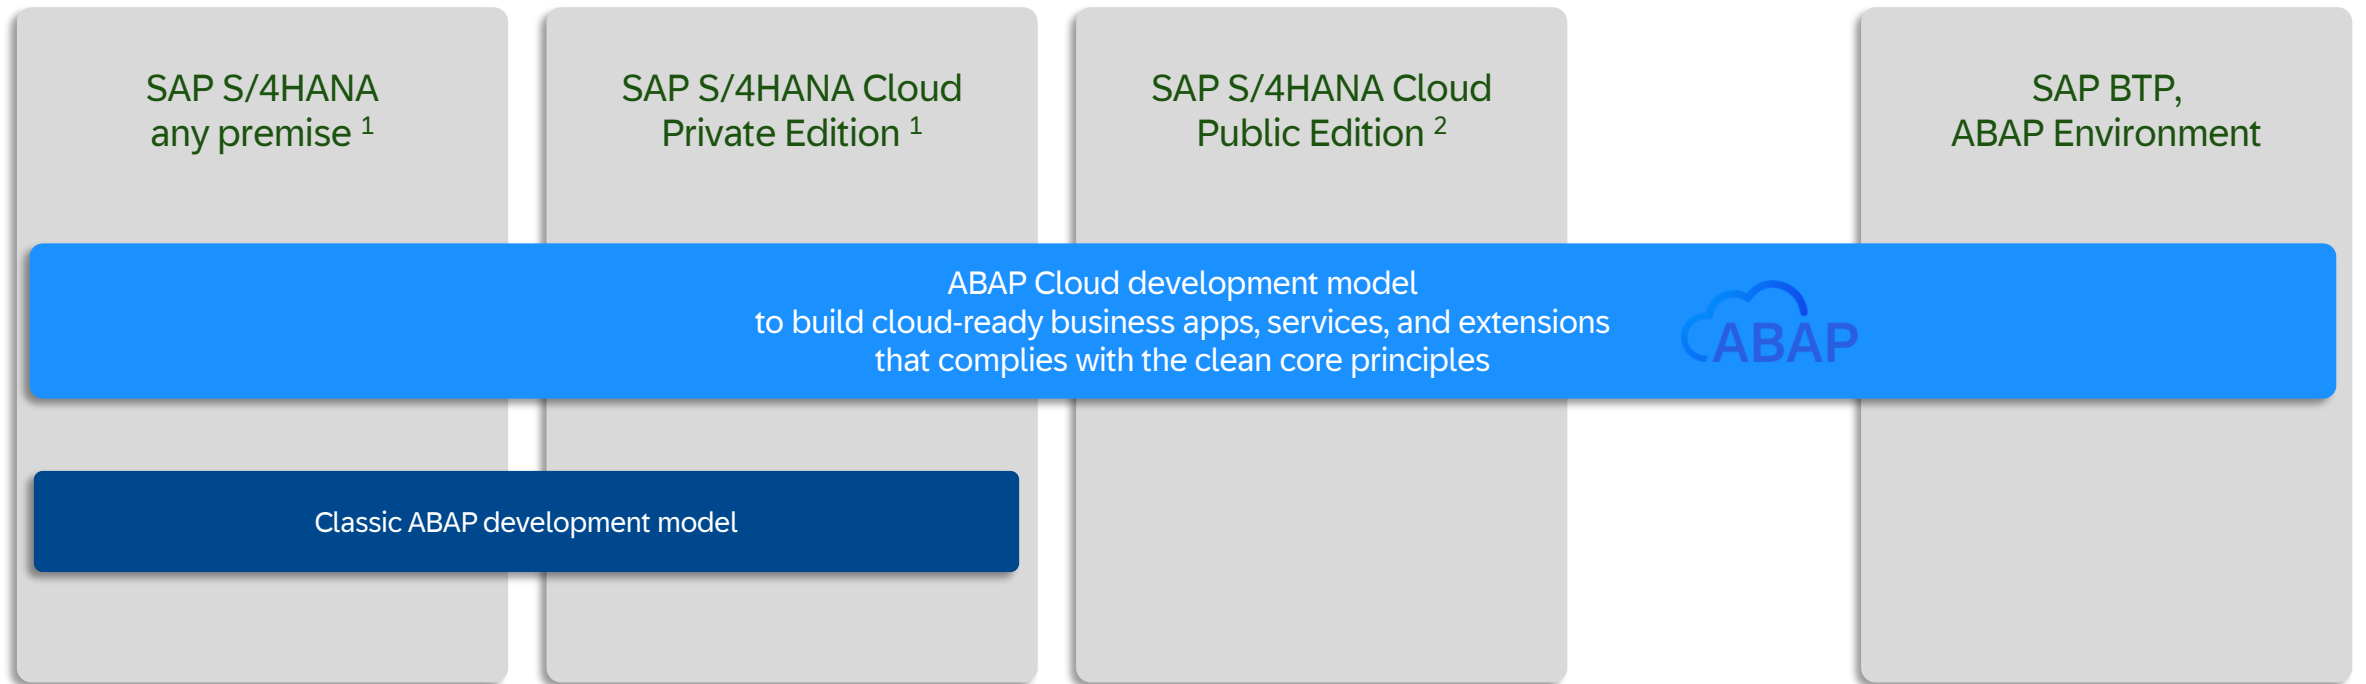 SAP S/4HANA
any premise 1
SAP S/4HANA Cloud
Private Edition 1
SAP S/4HANA Cloud
Public Edition 2
SAP BTP,
ABAP Environment
ABAP Cloud development model
to build cloud-ready business apps, services, and extensions
that complies with the clean core principles
ABAP
Classic ABAP development model